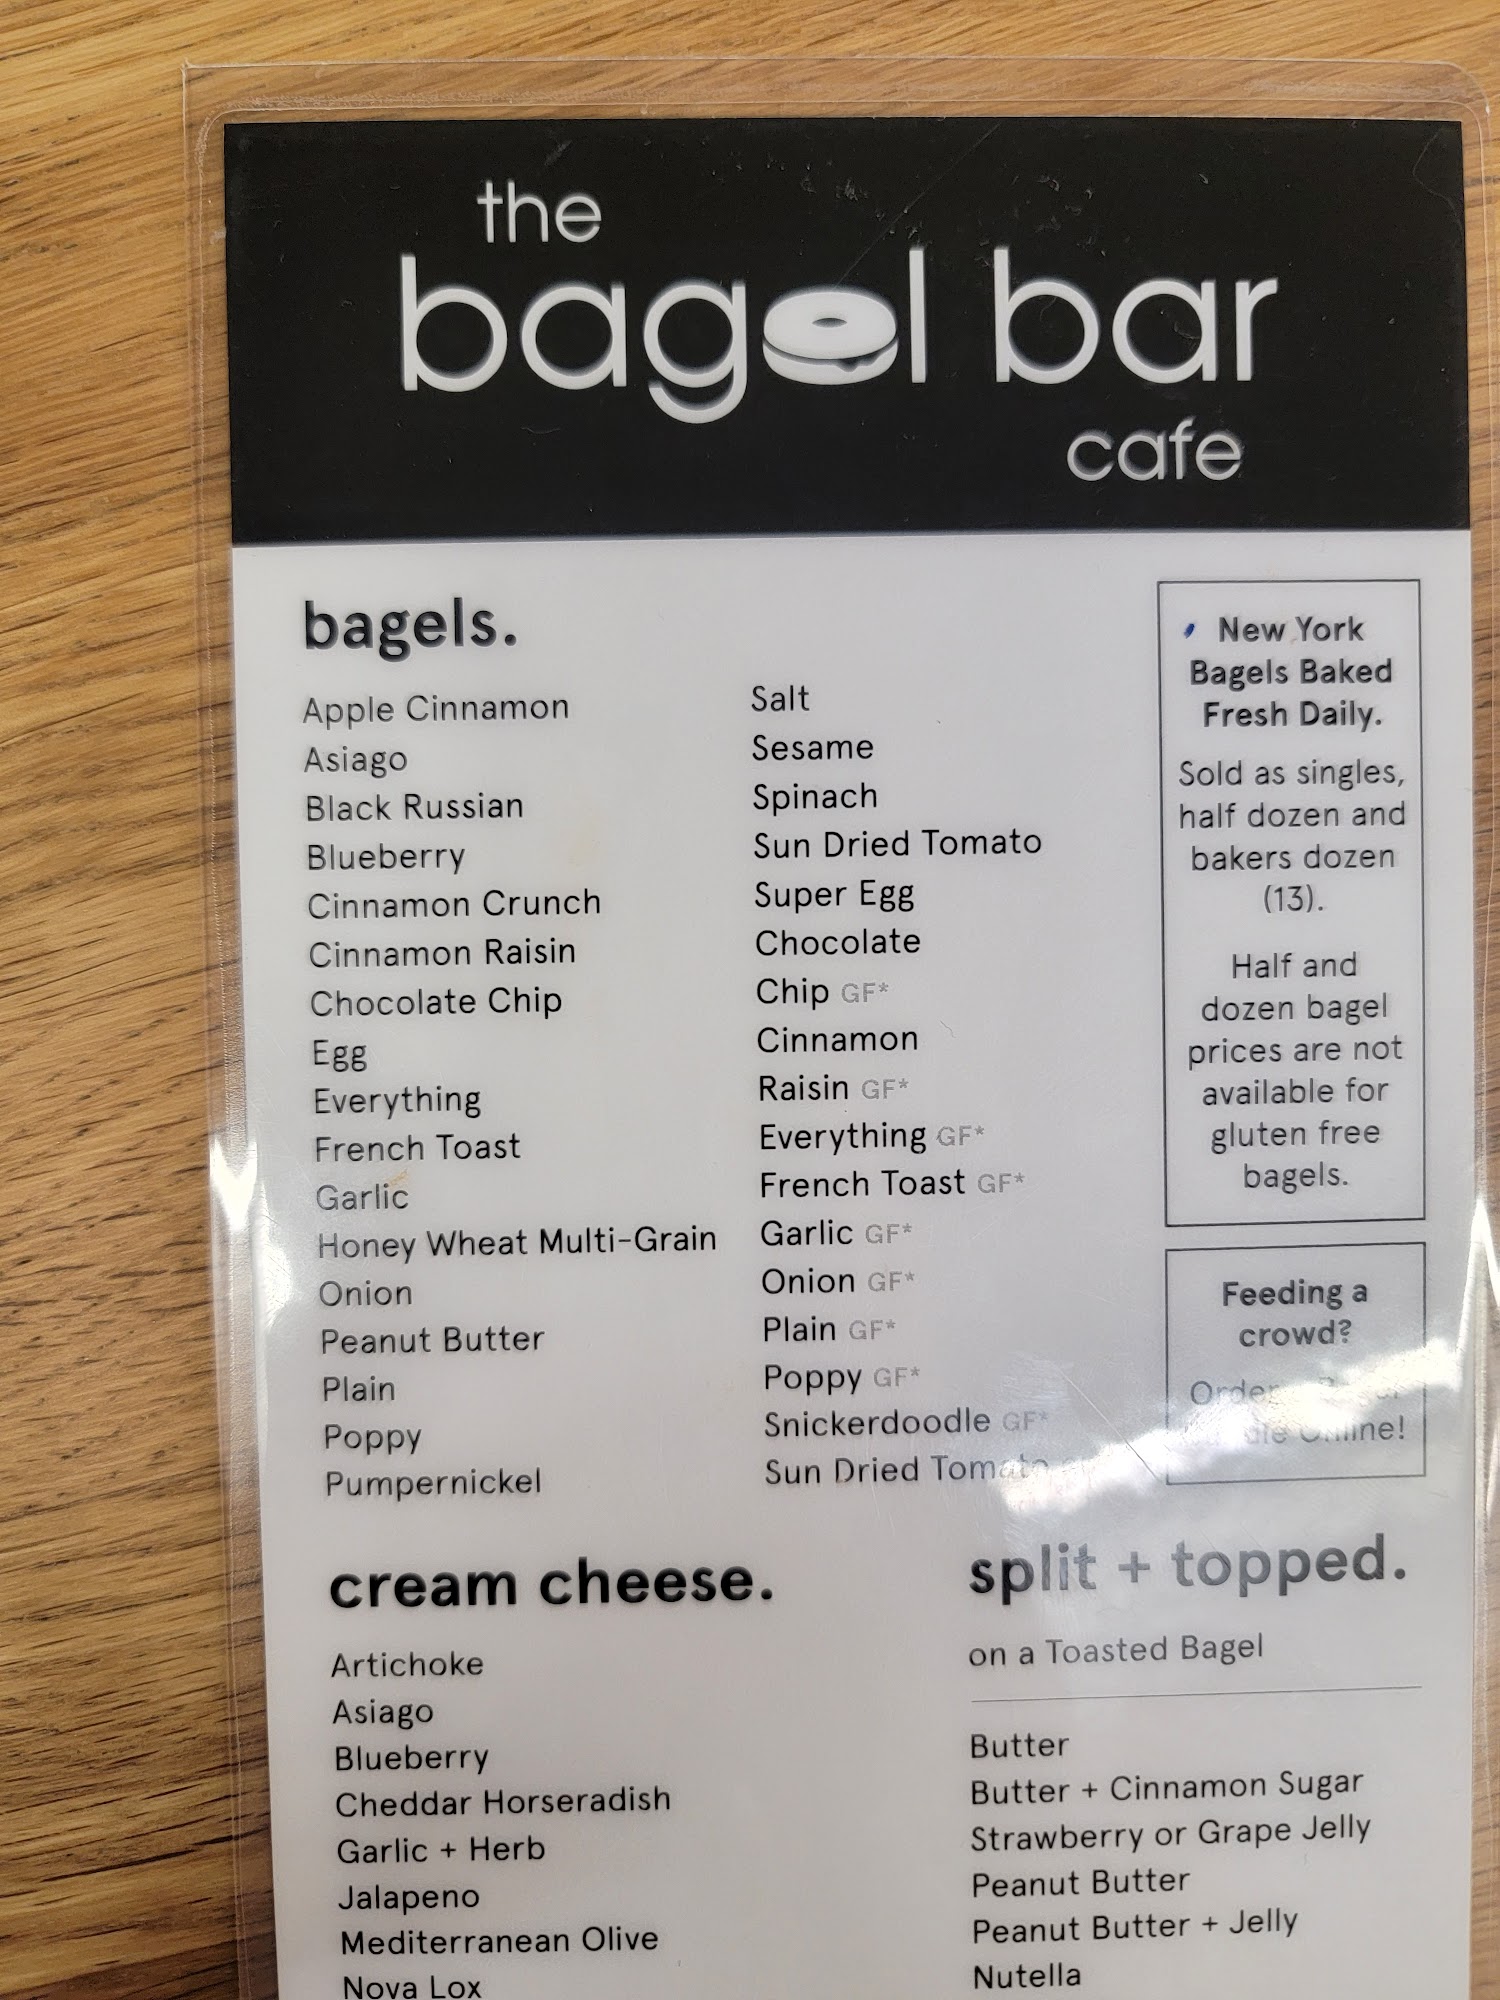 the
bagel bar
cafe
bagels.
Apple Cinnamon
Asiago
Black Russian
Blueberry
Cinnamon Crunch
Cinnamon Raisin
Chocolate Chip
Egg
Everything
French Toast
Garlic
Honey Wheat Multi-Grain
Onion
Peanut Butter
Plain
Poppy
Pumpernickel
Salt
Sesame
Spinach
Sun Dried Tomato
Super Egg
Chocolate
Chip GF*
Cinnamon
Raisin GF*
Everything GF*
French Toast GF*
Garlic GF*
Onion GF*
Plain GF*
Poppy GF*
Snickerdoodle GF*
Sun Dried Tomato
New York
Bagels Baked
Fresh Daily.
Sold as singles,
half dozen and
bakers dozen
(13).
Half and
dozen bagel
prices are not
available for
gluten free
bagels.
Feeding a
crowd?
Order
Online!
cream cheese.
Artichoke
Asiago
Blueberry
Cheddar Horseradish
Garlic + Herb
Jalapeno
Mediterranean Olive
Nova Lox
split + topped.
on a Toasted Bagel
Butter
Butter + Cinnamon Sugar
Strawberry or Grape Jelly
Peanut Butter
Peanut Butter + Jelly
Nutella